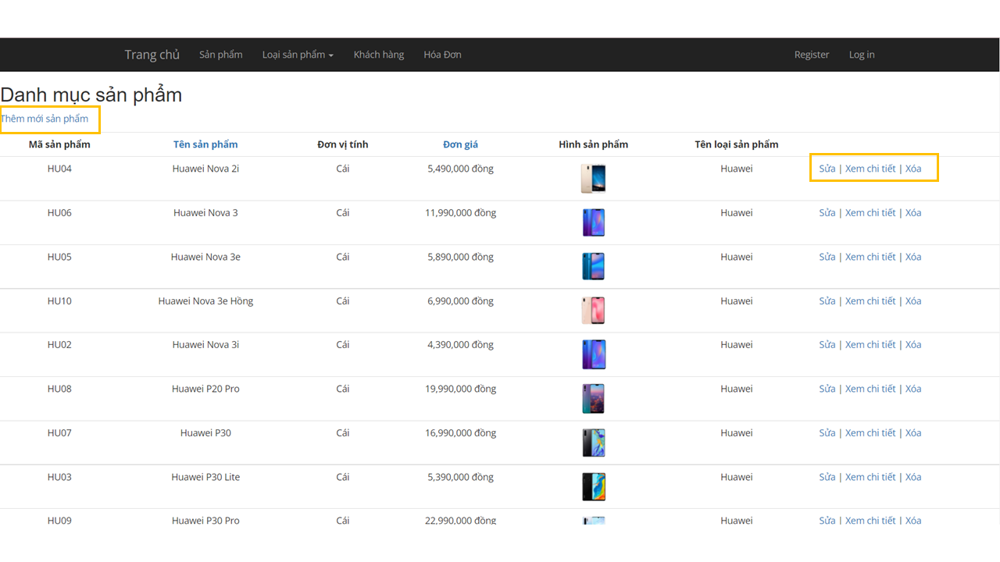 Trang chủ Sản phẩm Loại sản phẩm Khách hàng Hóa Đơn Register Log in
Danh mục sản phẩm
Thêm mới sản phẩm
Mã sản phẩm Tên sản phẩm Đơn vị tính Đơn giá Hình sản phẩm Tên loại sản phẩm
HU04 Huawei Nova 2i Cái 5,490,000 đồng Huawei Sửa | Xem chi tiết | Xóa
HU06 Huawei Nova 3 Cái 11,990,000 đồng Huawei Sửa | Xem chi tiết | Xóa
HU05 Huawei Nova 3e Cái 5,890,000 đồng Huawei Sửa | Xem chi tiết | Xóa
HU10 Huawei Nova 3e Hồng Cái 6,990,000 đồng Huawei Sửa | Xem chi tiết | Xóa
HU02 Huawei Nova 3i Cái 4,390,000 đồng Huawei Sửa | Xem chi tiết | Xóa
HU08 Huawei P20 Pro Cái 19,990,000 đồng Huawei Sửa | Xem chi tiết | Xóa
HU07 Huawei P30 Cái 16,990,000 đồng Huawei Sửa | Xem chi tiết | Xóa
HU03 Huawei P30 Lite Cái 5,390,000 đồng Huawei Sửa | Xem chi tiết | Xóa
HU09 Huawei P30 Pro Cái 22,990,000 đồng Huawei Sửa | Xem chi tiết | Xóa